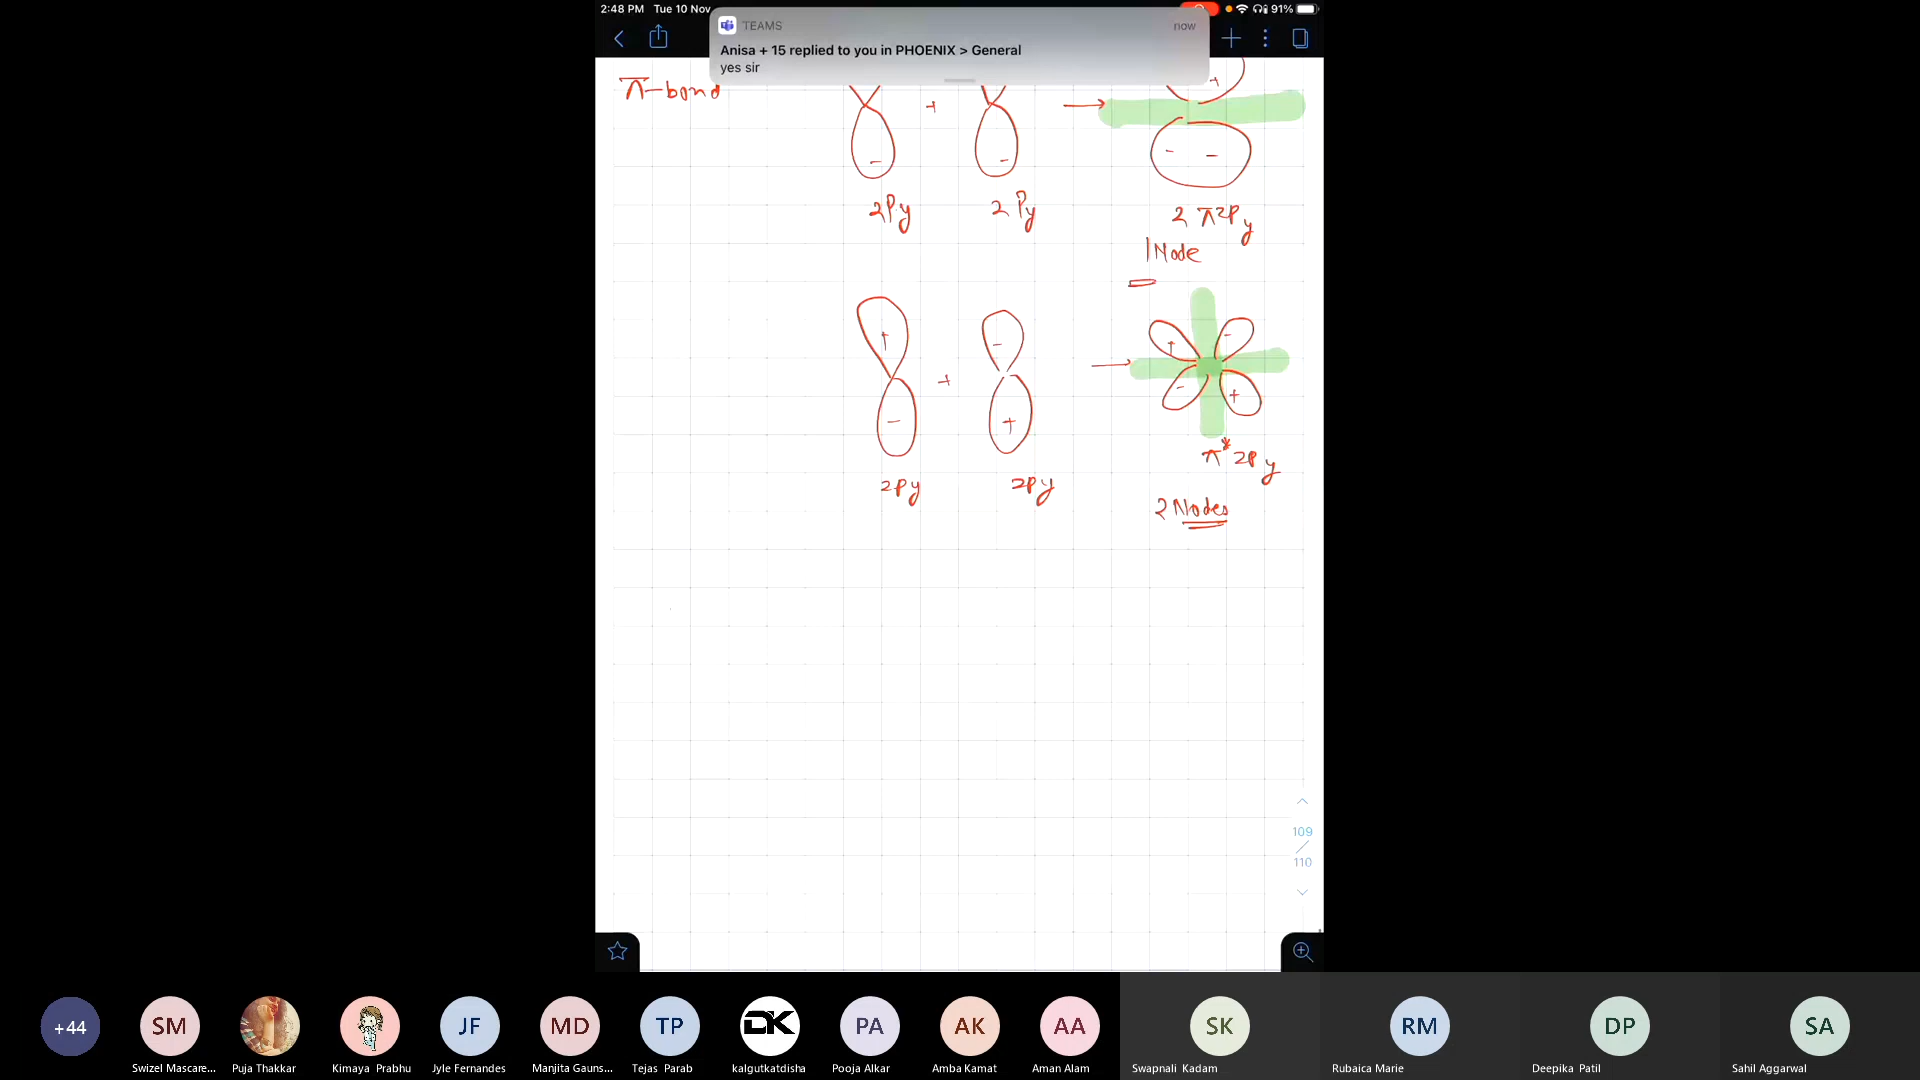 2:48 PM Tue 10 Nov
91%
TEAMS
now
Anisa + 15 replied to you in PHOENIX > General
yes sir
π-bond
+
+
- - - -
2Py 2Py 2 π2Py
1 Node
+ - + -
+
- + - +
π* 2Py
2Py 2Py
2 Nodes
109
/
110
+44 SM JF MD TP DK PA AK AA SK RM DP SA
Swizel Mascare... Puja Thakkar Kimaya Prabhu Jyle Fernandes Manjita Gauns... Tejas Parab kalgutkatdisha Pooja Alkar Amba Kamat Aman Alam Swapnali Kadam Rubaica Marie Deepika Patil Sahil Aggarwal